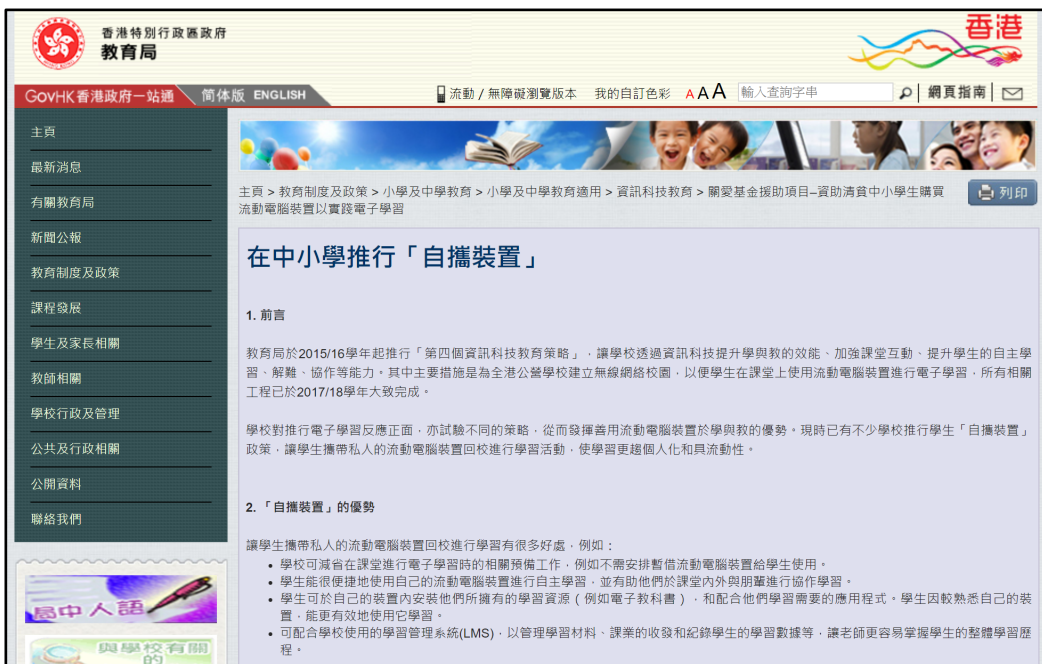 香港特別行政區政府
教育局
香港
GovHK香港政府一站通
简体版
ENGLISH
流動 / 無障礙瀏覽版本
我的自訂色彩
A A A
輸入查詢字串
網頁指南
主頁
最新消息
有關教育局
新聞公報
教育制度及政策
課程發展
學生及家長相關
教師相關
學校行政及管理
公共及行政相關
公開資料
聯絡我們
局中人語
與學校有關
的
主頁 > 教育制度及政策 > 小學及中學教育 > 小學及中學教育適用 > 資訊科技教育 > 關愛基金援助項目–資助清貧中小學生購買
流動電腦裝置以實踐電子學習
列印
在中小學推行「自攜裝置」
1. 前言
教育局於2015/16學年起推行「第四個資訊科技教育策略」，讓學校透過資訊科技提升學與教的效能、加強課堂互動、提升學生的自主學
習、解難、協作等能力。其中主要措施是為全港公營學校建立無線網絡校園，以便學生在課堂上使用流動電腦裝置進行電子學習，所有相關
工程已於2017/18學年大致完成。
學校對推行電子學習反應正面，亦試驗不同的策略，從而發揮善用流動電腦裝置於學與教的優勢。現時已有不少學校推行學生「自攜裝置」
政策，讓學生攜帶私人的流動電腦裝置回校進行學習活動，使學習更趨個人化和具流動性。
2. 「自攜裝置」的優勢
讓學生攜帶私人的流動電腦裝置回校進行學習有很多好處，例如：
• 學校可減省在課堂進行電子學習時的相關預備工作，例如不需安排暫借流動電腦裝置給學生使用。
• 學生能很便捷地使用自己的流動電腦裝置進行自主學習，並有助他們於課堂內外與朋輩進行協作學習。
• 學生可於自己的裝置內安裝他們所擁有的學習資源（例如電子教科書），和配合他們學習需要的應用程式。學生因較熟悉自己的裝
置，能更有效地使用它學習。
• 可配合學校使用的學習管理系統(LMS)，以管理學習材料、課業的收發和紀錄學生的學習數據等，讓老師更容易掌握學生的整體學習歷
程。